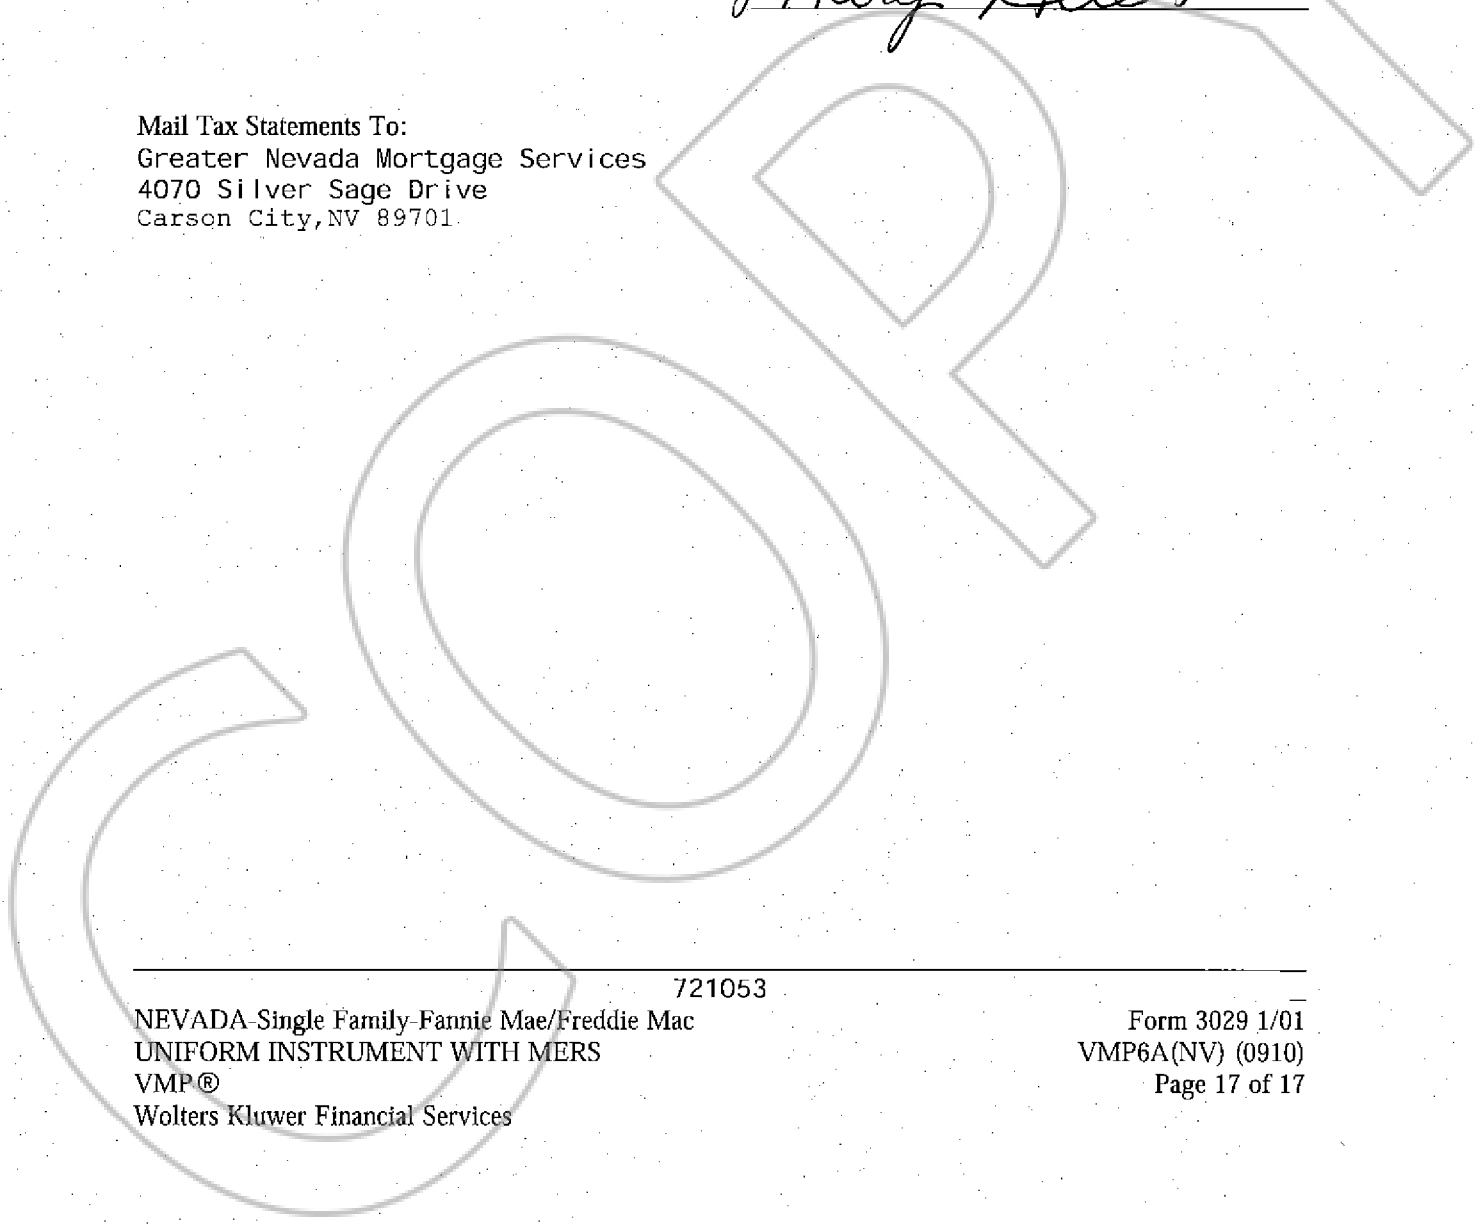 Mail Tax Statements To:
Greater Nevada Mortgage Services
4070 Silver Sage Drive
Carson City,NV 89701
COPY
721053
NEVADA-Single Family-Fannie Mae/Freddie Mac
UNIFORM INSTRUMENT WITH MERS
VMP®
Wolters Kluwer Financial Services
Form 3029 1/01
VMP6A(NV) (0910)
Page 17 of 17